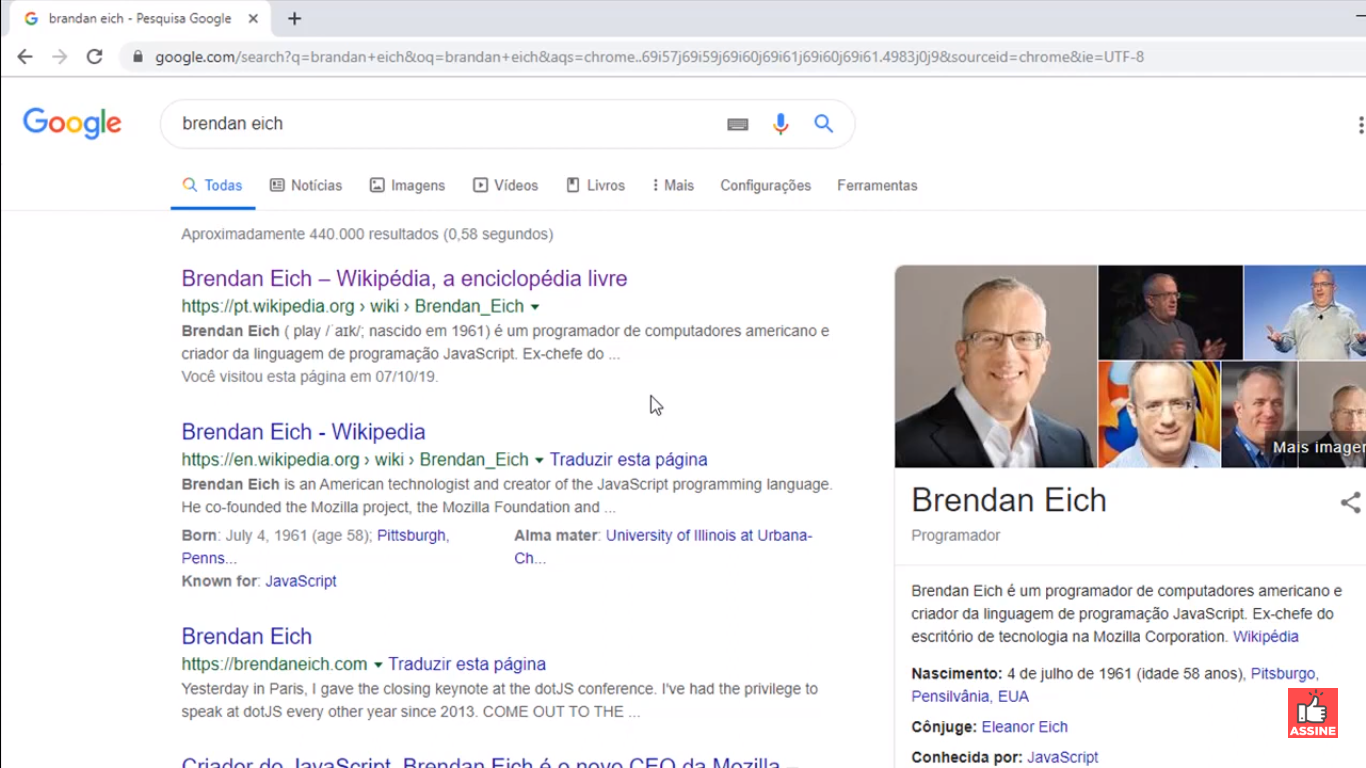 brandan eich - Pesquisa Google
google.com/search?q=brandan+eich&oq=brandan+eich&aqs=chrome..69i57j69i59j69i60j69i61j69i60j69i61.4983j0j9&sourceid=chrome&ie=UTF-8
Google
brendan eich
Todas
Notícias
Imagens
Vídeos
Livros
Mais
Configurações
Ferramentas
Aproximadamente 440.000 resultados (0,58 segundos)
Brendan Eich – Wikipédia, a enciclopédia livre
https://pt.wikipedia.org › wiki › Brendan_Eich
Brendan Eich ( play /ˈaɪk/; nascido em 1961) é um programador de computadores americano e
criador da linguagem de programação JavaScript. Ex-chefe do ...
Você visitou esta página em 07/10/19.
Brendan Eich - Wikipedia
https://en.wikipedia.org › wiki › Brendan_Eich Traduzir esta página
Brendan Eich is an American technologist and creator of the JavaScript programming language.
He co-founded the Mozilla project, the Mozilla Foundation and ...
Born: July 4, 1961 (age 58); Pittsburgh,
Penns...
Alma mater: University of Illinois at Urbana-
Ch...
Known for: JavaScript
Brendan Eich
https://brendaneich.com Traduzir esta página
Yesterday in Paris, I gave the closing keynote at the dotJS conference. I've had the privilege to
speak at dotJS every other year since 2013. COME OUT TO THE ...
Criador do JavaScript, Brendan Eich é o novo CEO da Mozilla –
Mais imagen
Brendan Eich
Programador
Brendan Eich é um programador de computadores americano e
criador da linguagem de programação JavaScript. Ex-chefe do
escritório de tecnologia na Mozilla Corporation. Wikipédia
Nascimento: 4 de julho de 1961 (idade 58 anos), Pitsburgo,
Pensilvânia, EUA
Cônjuge: Eleanor Eich
Conhecida por: JavaScript
ASSINE